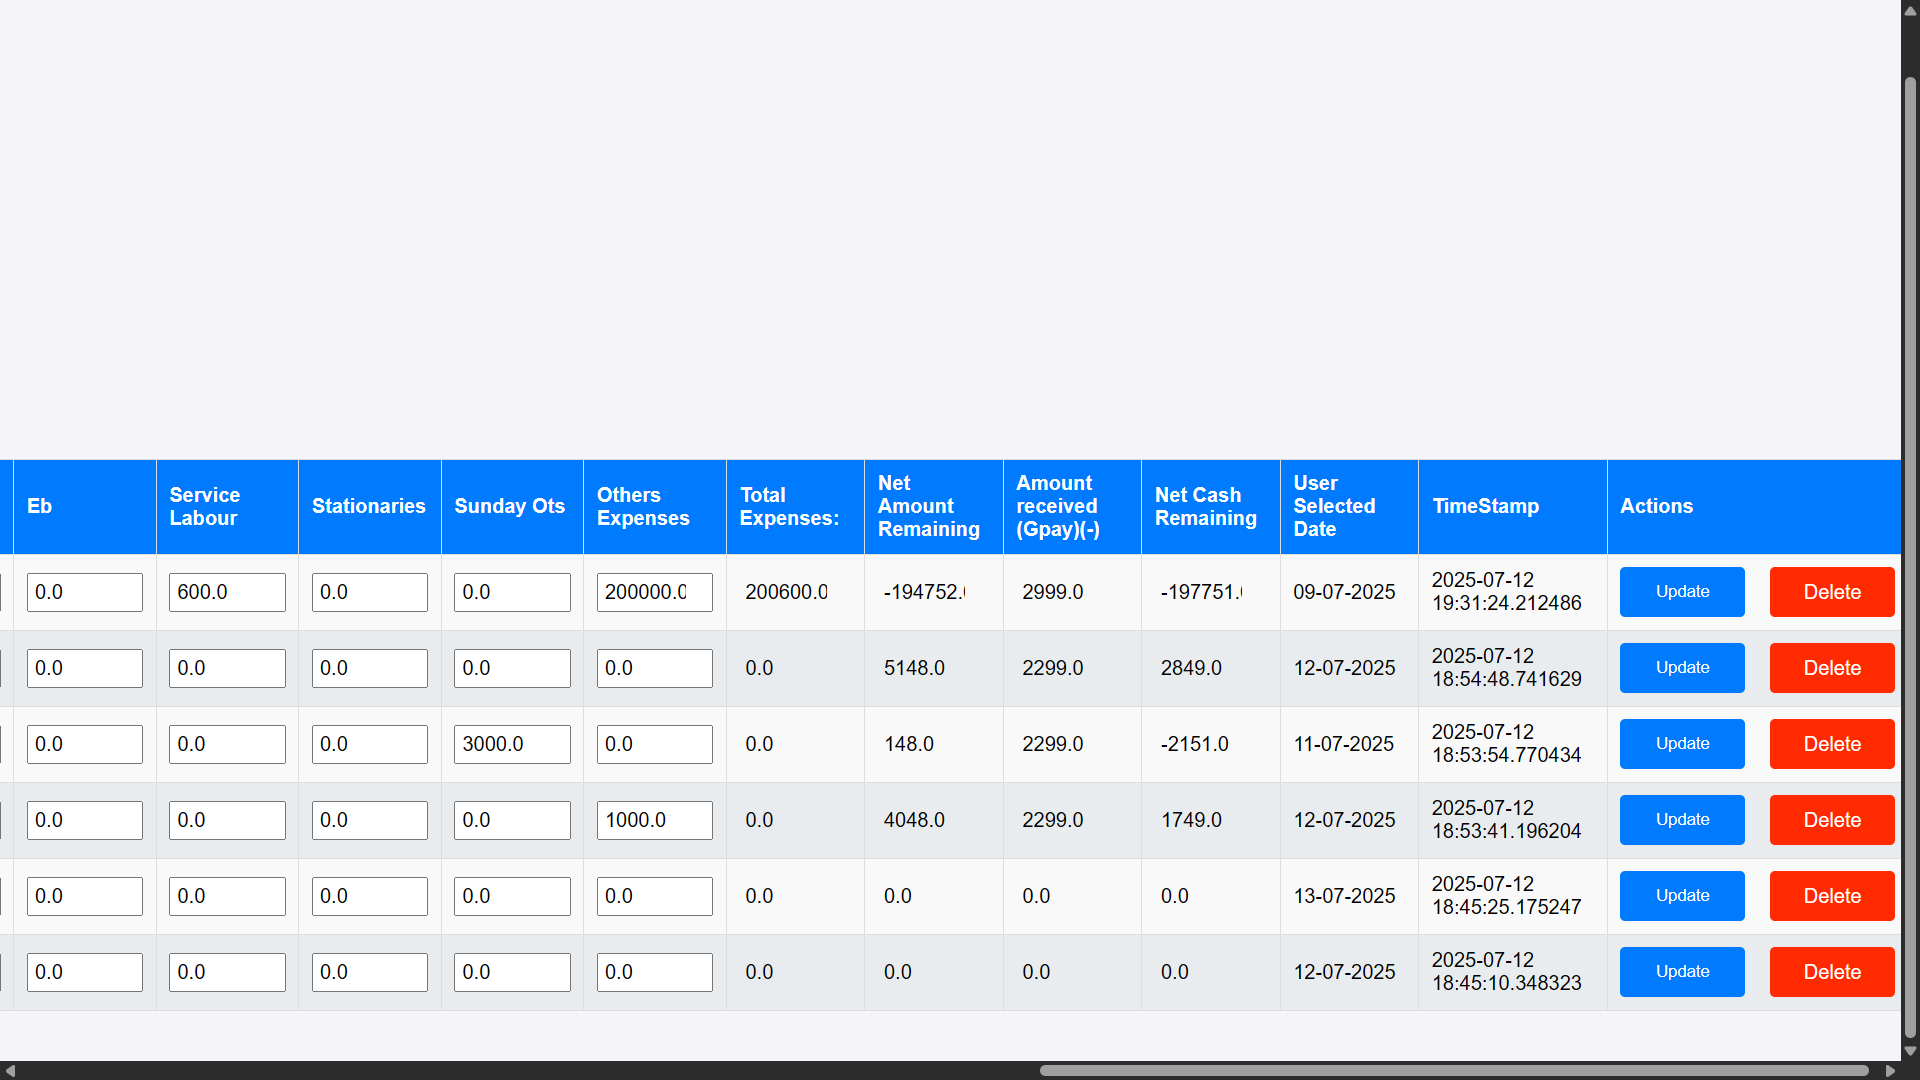 Eb
Service Labour
Stationaries
Sunday Ots
Others Expenses
Total Expenses:
Net Amount Remaining
Amount received (Gpay)(-)
Net Cash Remaining
User Selected Date
TimeStamp
Actions
0.0 600.0 0.0 0.0 200000.0 200600.0 -194752. 2999.0 -197751. 09-07-2025 2025-07-12 19:31:24.212486 Update Delete
0.0 0.0 0.0 0.0 0.0 0.0 5148.0 2299.0 2849.0 12-07-2025 2025-07-12 18:54:48.741629 Update Delete
0.0 0.0 0.0 3000.0 0.0 0.0 148.0 2299.0 -2151.0 11-07-2025 2025-07-12 18:53:54.770434 Update Delete
0.0 0.0 0.0 0.0 1000.0 0.0 4048.0 2299.0 1749.0 12-07-2025 2025-07-12 18:53:41.196204 Update Delete
0.0 0.0 0.0 0.0 0.0 0.0 0.0 0.0 0.0 13-07-2025 2025-07-12 18:45:25.175247 Update Delete
0.0 0.0 0.0 0.0 0.0 0.0 0.0 0.0 0.0 12-07-2025 2025-07-12 18:45:10.348323 Update Delete